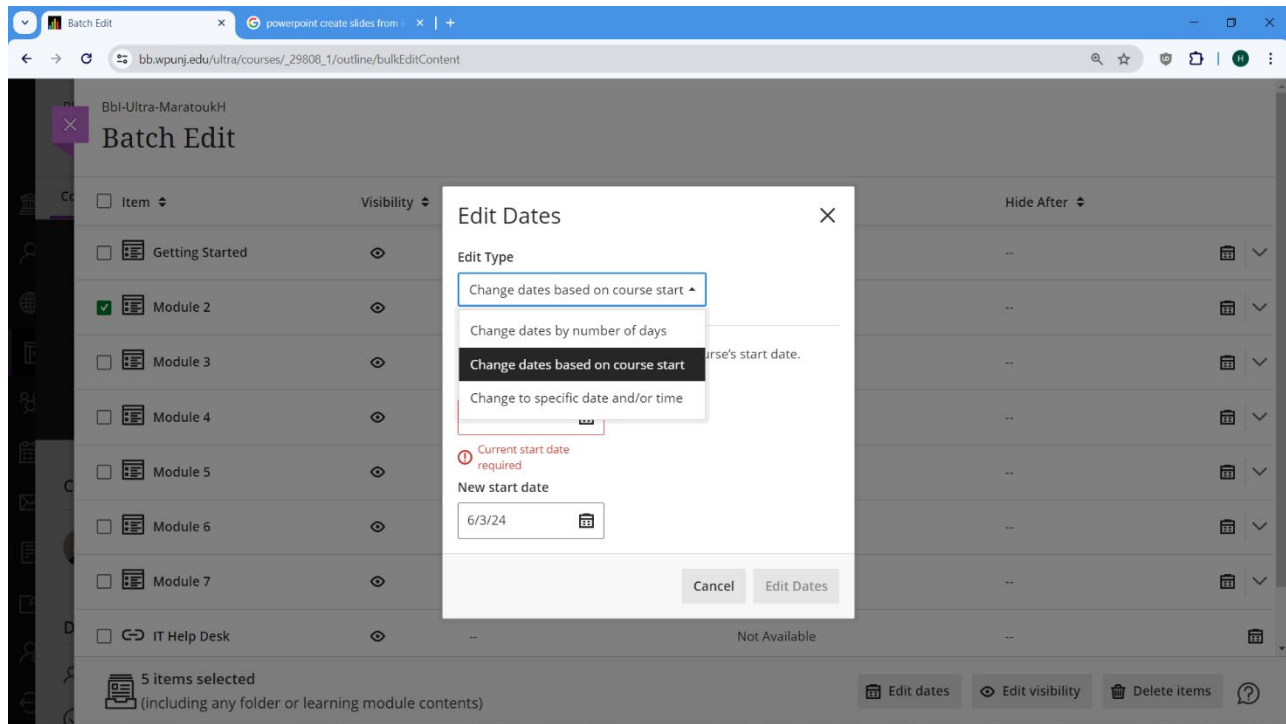 Batch Edit
powerpoint create slides from
bb.wpunj.edu/ultra/courses/_29808_1/outline/bulkEditContent
H
BbI-Ultra-MaratoukH
Batch Edit
Item
Visibility
Hide After
Getting Started
--
Module 2
--
Module 3
--
Module 4
--
Module 5
--
Module 6
--
Module 7
--
IT Help Desk
--
Not Available
--
Edit Dates
Edit Type
Change dates based on course start
Change dates by number of days
Change dates based on course start
Change to specific date and/or time
urse's start date.
Current start date
required
New start date
6/3/24
Cancel
Edit Dates
5 items selected
(including any folder or learning module contents)
Edit dates
Edit visibility
Delete items